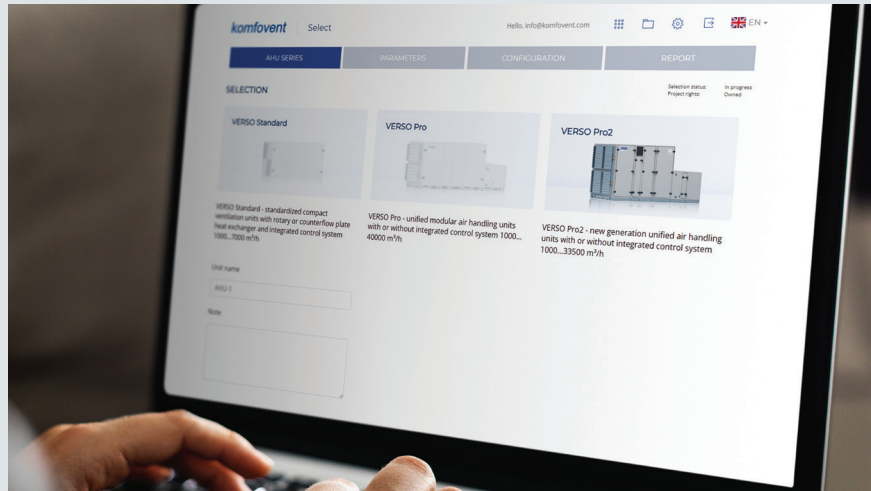 komfovent Select Hello, info@komfovent.com EN
AHU SERIES PARAMETERS CONFIGURATION REPORT
SELECTION
Selection status: In progress
Project rights: Owned
VERSO Standard
VERSO Standard - standardized compact
ventilation units with rotary or counterflow plate
heat exchanger and integrated control system
1000...7000 m³/h
VERSO Pro
VERSO Pro - unified modular air handling units
with or without integrated control system 1000...
40000 m³/h
VERSO Pro2
VERSO Pro2 - new generation unified air handling
units with or without integrated control system
1000...33500 m³/h
Unit name
AHU-1
Note